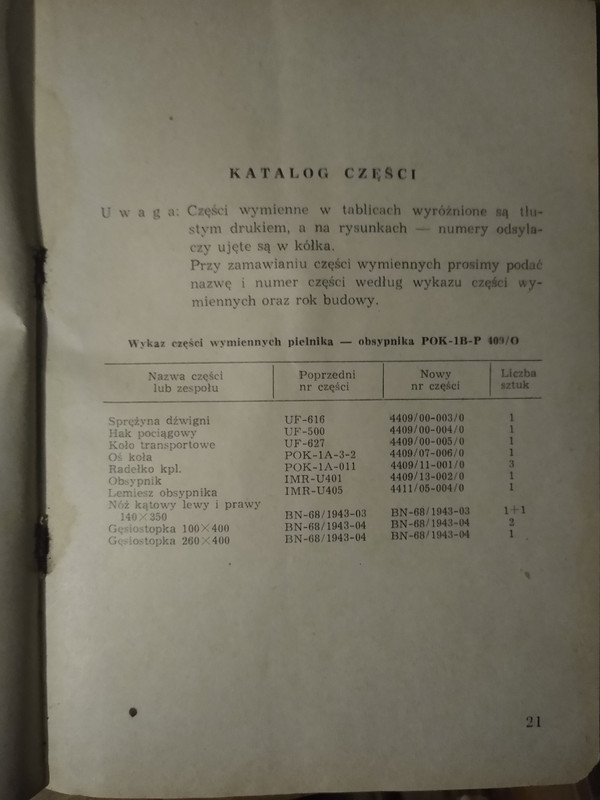 KATALOG CZĘŚCI
Uwaga: Części wymienne w tablicach wyróżnione są tłu-
stym drukiem, a na rysunkach — numery odsyła-
czy ujęte są w kółka.
Przy zamawianiu części wymiennych prosimy podać
nazwę i numer części według wykazu części wy-
miennych oraz rok budowy.
Wykaz części wymiennych pielnika — obsypnika POK-1B-P 409/O
Nazwa części lub zespołu | Poprzedni nr części | Nowy nr części | Liczba sztuk
Sprężyna dźwigni UF-616 4409/00-003/0 1
Hak pociągowy UF-500 4409/00-004/0 1
Koło transportowe UF-627 4409/00-005/0 1
Oś koła POK-1A-3-2 4409/07-006/0 1
Radełko kpl. POK-1A-011 4409/11-001/0 3
Obsypnik IMR-U401 4409/13-002/0 1
Lemiesz obsypnika IMR-U405 4411/05-004/0 1
Nóż kątowy lewy i prawy
140×350 BN-68/1943-03 BN-68/1943-03 1+1
Gęsiostopka 100×400 BN-68/1943-04 BN-68/1943-04 2
Gęsiostopka 260×400 BN-68/1943-04 BN-68/1943-04 1
21